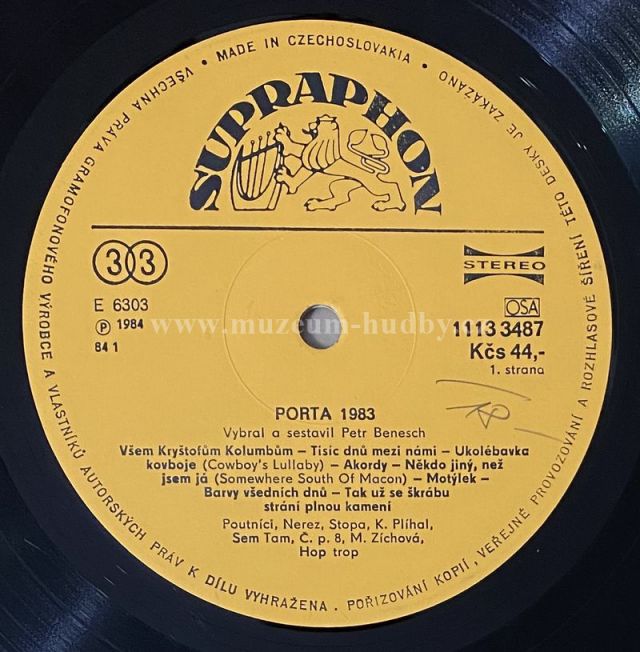 VŠECHNA PRÁVA GRAMOFONOVÉHO VÝROBCE A VLASTNÍKŮ AUTORSKÝCH PRÁV K DÍLU VYHRAŽENA . POŘIZOVÁNÍ KOPIÍ , VEŘEJNÉ PROVOZOVÁNÍ A ROZHLASOVÉ ŠÍŘENÍ TÉTO DESKY JE ZAKÁZÁNO • MADE IN CZECHOSLOVAKIA •
SUPRAPHON
33
STEREO
E 6303
Ⓟ 1984
84 1
OSA
1113 3487
Kčs 44,-
1. strana
www.muzeum-hudby.
PORTA 1983
Vybral a sestavil Petr Benesch
Všem Kryštofům Kolumbům – Tisíc dnů mezi námi – Ukolébavka
kovboje (Cowboy's Lullaby) – Akordy – Někdo jiný, než
jsem já (Somewhere South Of Macon) – Motýlek –
Barvy všedních dnů – Tak už se škrábu
strání plnou kamení
Poutníci, Nerez, Stopa, K. Plíhal,
Sem Tam, Č. p. 8, M. Zíchová,
Hop trop